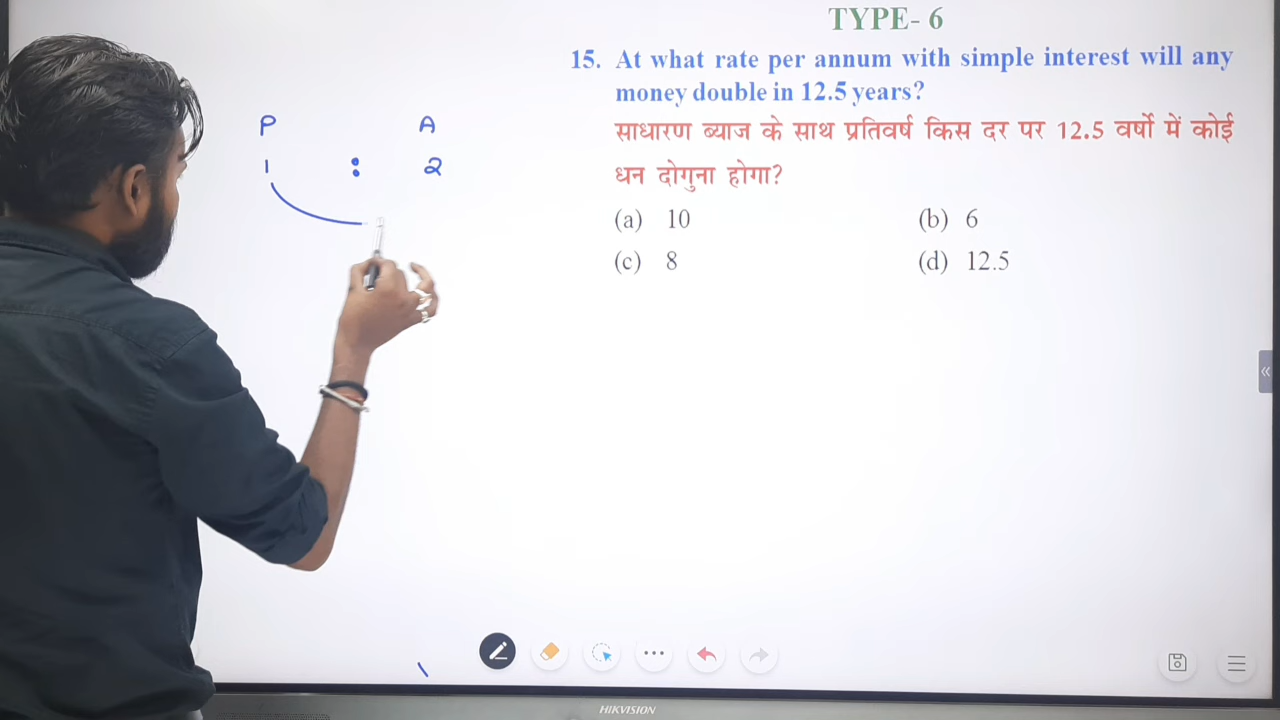 TYPE- 6
15. At what rate per annum with simple interest will any
money double in 12.5 years?
साधारण ब्याज के साथ प्रतिवर्ष किस दर पर 12.5 वर्षो में कोई
धन दोगुना होगा?
(a) 10 (b) 6
(c) 8 (d) 12.5
P A
1 : 2
HIKVISION